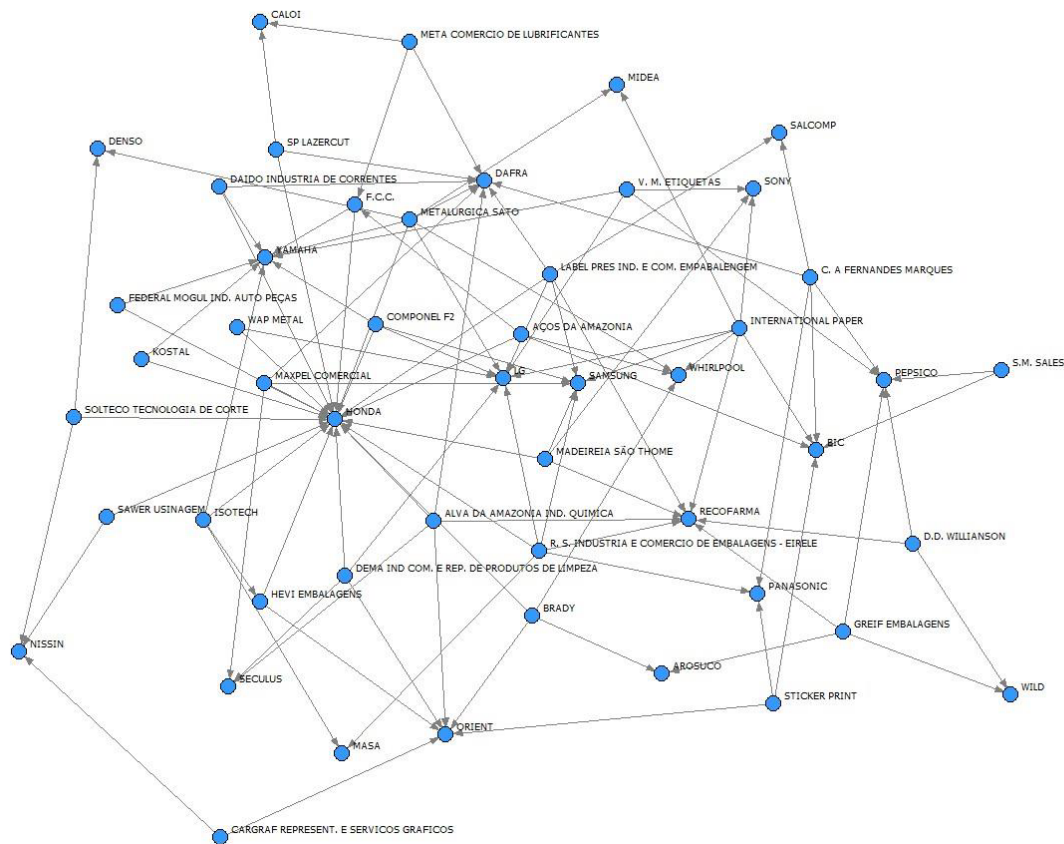 CALOI
META COMERCIO DE LUBRIFICANTES
MIDEA
SALCOMP
DENSO
SP LAZERCUT
DAFRA
DAIDO INDUSTRIA DE CORRENTES
V. M. ETIQUETAS
SONY
F.C.C.
METALURGICA SATO
YAMAHA
LABEL PRES IND. E COM. EMPABALENGEM
C. A FERNANDES MARQUES
FEDERAL MOGUL IND. AUTO PEÇAS
WAP METAL
COMPONEL F2
AÇOS DA AMAZONIA
INTERNATIONAL PAPER
KOSTAL
MAXPEL COMERCIAL
LG
SAMSUNG
WHIRLPOOL
PEPSICO
S.M. SALES
SOLTECO TECNOLOGIA DE CORTE
HONDA
BIC
MADEIREIA SÃO THOME
SAWER USINAGEM
ISOTECH
ALVA DA AMAZONIA IND. QUIMICA
RECOFARMA
R. S. INDUSTRIA E COMERCIO DE EMBALAGENS - EIRELE
D.D. WILLIANSON
DEMA IND COM. E REP. DE PRODUTOS DE LIMPEZA
PANASONIC
HEVI EMBALAGENS
BRADY
GREIF EMBALAGENS
NISSIN
SECULUS
AROSUCO
WILD
STICKER PRINT
ORIENT
MASA
CARGRAF REPRESENT. E SERVICOS GRAFICOS